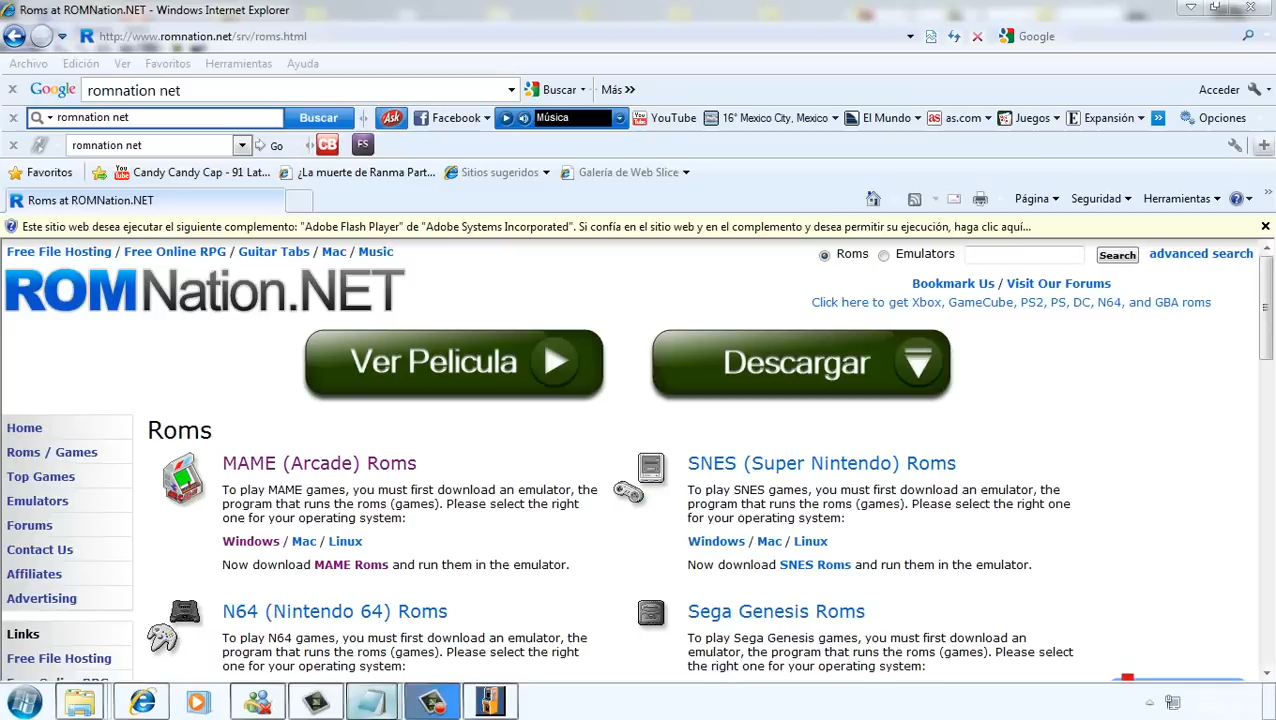 Roms at ROMNation.NET - Windows Internet Explorer
http://www.romnation.net/srv/roms.html
Google
Archivo Edición Ver Favoritos Herramientas Ayuda
Google romnation net Buscar Más >> Acceder
romnation net Buscar Ask Facebook Música YouTube 16° Mexico City, Mexico El Mundo as as.com Juegos Expansión >> Opciones
romnation net Go CB FS
Favoritos Candy Candy Cap - 91 Lat... ¿La muerte de Ranma Part... Sitios sugeridos Galería de Web Slice
Roms at ROMNation.NET Página Seguridad Herramientas
Este sitio web desea ejecutar el siguiente complemento: "Adobe Flash Player" de "Adobe Systems Incorporated". Si confía en el sitio web y en el complemento y desea permitir su ejecución, haga clic aquí...
Free File Hosting / Free Online RPG / Guitar Tabs / Mac / Music
Roms Emulators Search advanced search
ROMNation.NET
Bookmark Us / Visit Our Forums
Click here to get Xbox, GameCube, PS2, PS, DC, N64, and GBA roms
Ver Pelicula
Descargar
Home
Roms / Games
Top Games
Emulators
Forums
Contact Us
Affiliates
Advertising
Links
Free File Hosting
Roms
MAME (Arcade) Roms
To play MAME games, you must first download an emulator, the
program that runs the roms (games). Please select the right
one for your operating system:
Windows / Mac / Linux
Now download MAME Roms and run them in the emulator.
SNES (Super Nintendo) Roms
To play SNES games, you must first download an emulator, the
program that runs the roms (games). Please select the right
one for your operating system:
Windows / Mac / Linux
Now download SNES Roms and run them in the emulator.
N64 (Nintendo 64) Roms
To play N64 games, you must first download an emulator, the
program that runs the roms (games). Please select the right
Sega Genesis Roms
To play Sega Genesis games, you must first download an
emulator, the program that runs the roms (games). Please select
the right one for your operating system: